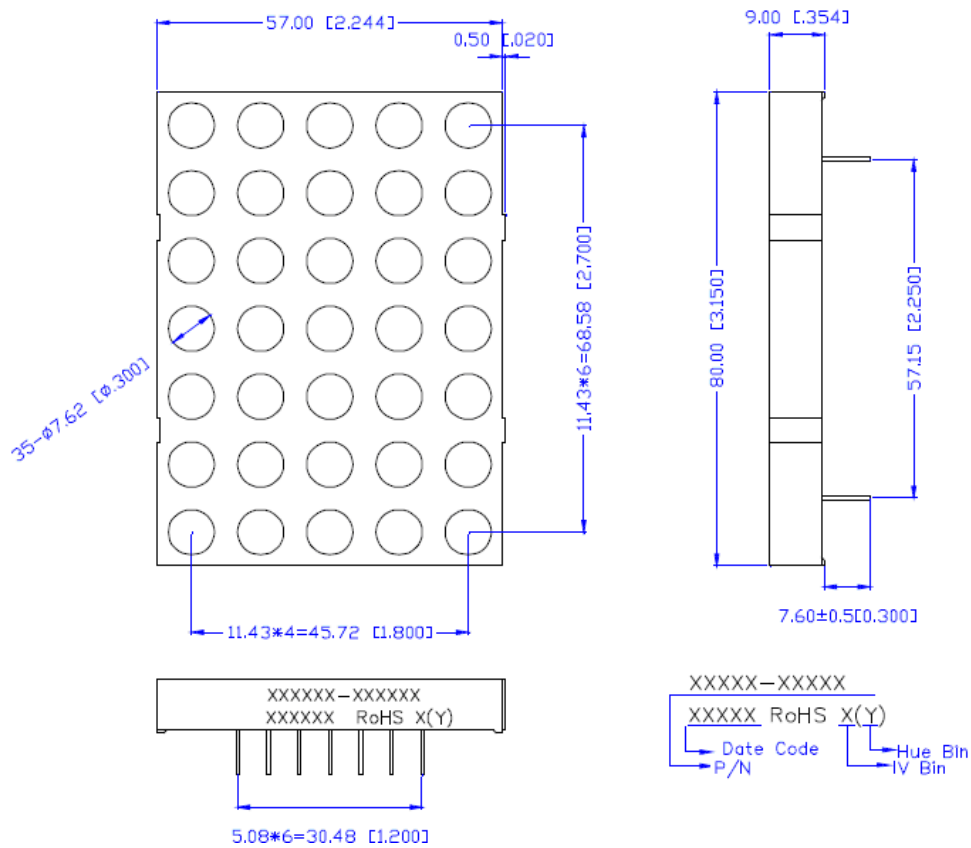 57.00 [2.244]
0.50 [.020]
9.00 [.354]
11.43*6=68.58 [2.700]
80.00 [3.150]
57.15 [2.250]
35-ø7.62 [ø.300]
7.60±0.5[0.300]
11.43*4=45.72 [1.800]
XXXXXX-XXXXXX
XXXXXX RoHS X(Y)
5.08*6=30.48 [1.200]
XXXXX-XXXXX
XXXXX RoHS X(Y)
Date Code
Hue Bin
P/N
IV Bin